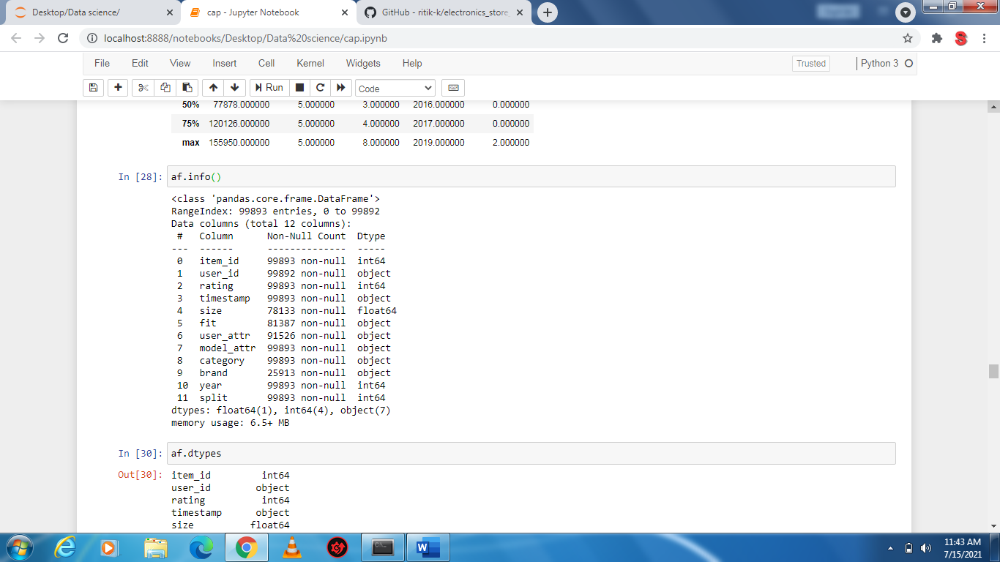 Desktop/Data science/
cap - Jupyter Notebook
GitHub - ritik-k/electronics_store
localhost:8888/notebooks/Desktop/Data%20science/cap.ipynb
File Edit View Insert Cell Kernel Widgets Help Trusted Python 3
Run Code
50% 77878.000000 5.000000 3.000000 2016.000000 0.000000
75% 120126.000000 5.000000 4.000000 2017.000000 0.000000
max 155950.000000 5.000000 8.000000 2019.000000 2.000000
In [28]: af.info()
<class 'pandas.core.frame.DataFrame'>
RangeIndex: 99893 entries, 0 to 99892
Data columns (total 12 columns):
# Column Non-Null Count Dtype
--- ------ -------------- -----
0 item_id 99893 non-null int64
1 user_id 99892 non-null object
2 rating 99893 non-null int64
3 timestamp 99893 non-null object
4 size 78133 non-null float64
5 fit 81387 non-null object
6 user_attr 91526 non-null object
7 model_attr 99893 non-null object
8 category 99893 non-null object
9 brand 25913 non-null object
10 year 99893 non-null int64
11 split 99893 non-null int64
dtypes: float64(1), int64(4), object(7)
memory usage: 6.5+ MB
In [30]: af.dtypes
Out[30]: item_id int64
user_id object
rating int64
timestamp object
size float64
11:43 AM
7/15/2021